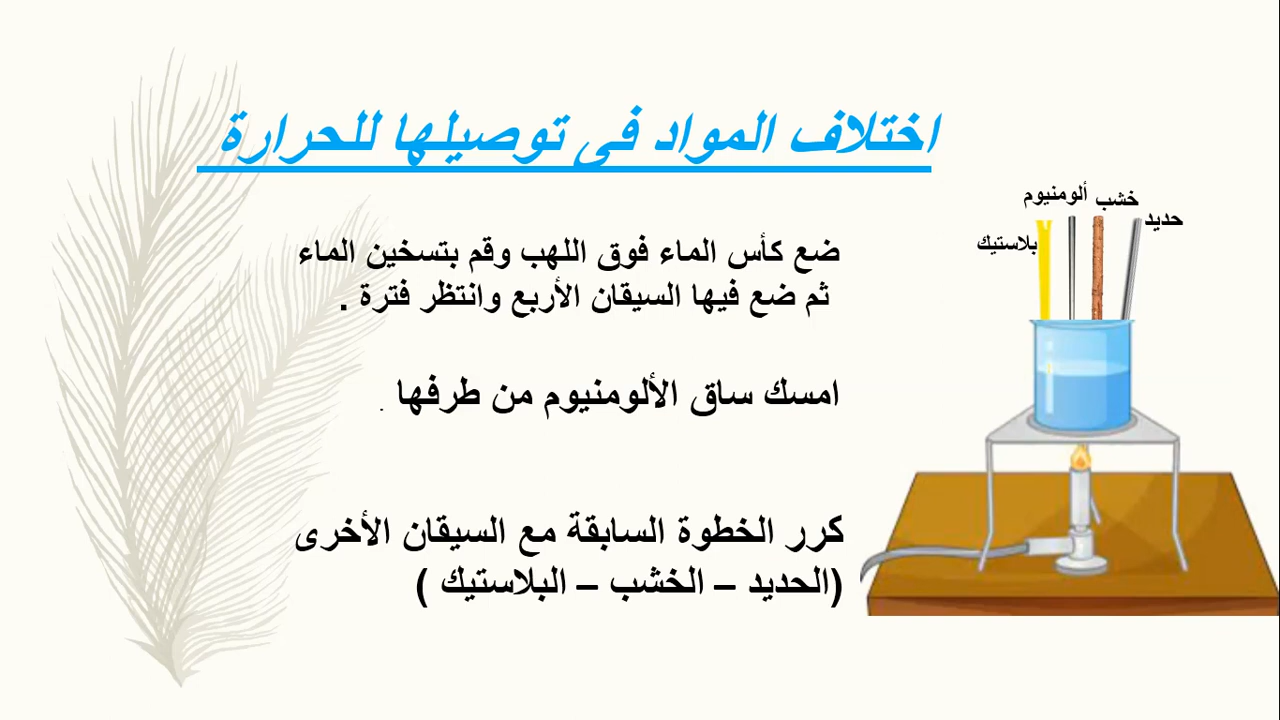 اختلاف المواد فى توصيلها للحرارة
خشب
ألومنيوم
حديد
بلاستيك
ضع كأس الماء فوق اللهب وقم بتسخين الماء
ثم ضع فيها السيقان الأربع وانتظر فترة .
امسك ساق الألومنيوم من طرفها .
كرر الخطوة السابقة مع السيقان الأخرى
(الحديد – الخشب – البلاستيك )